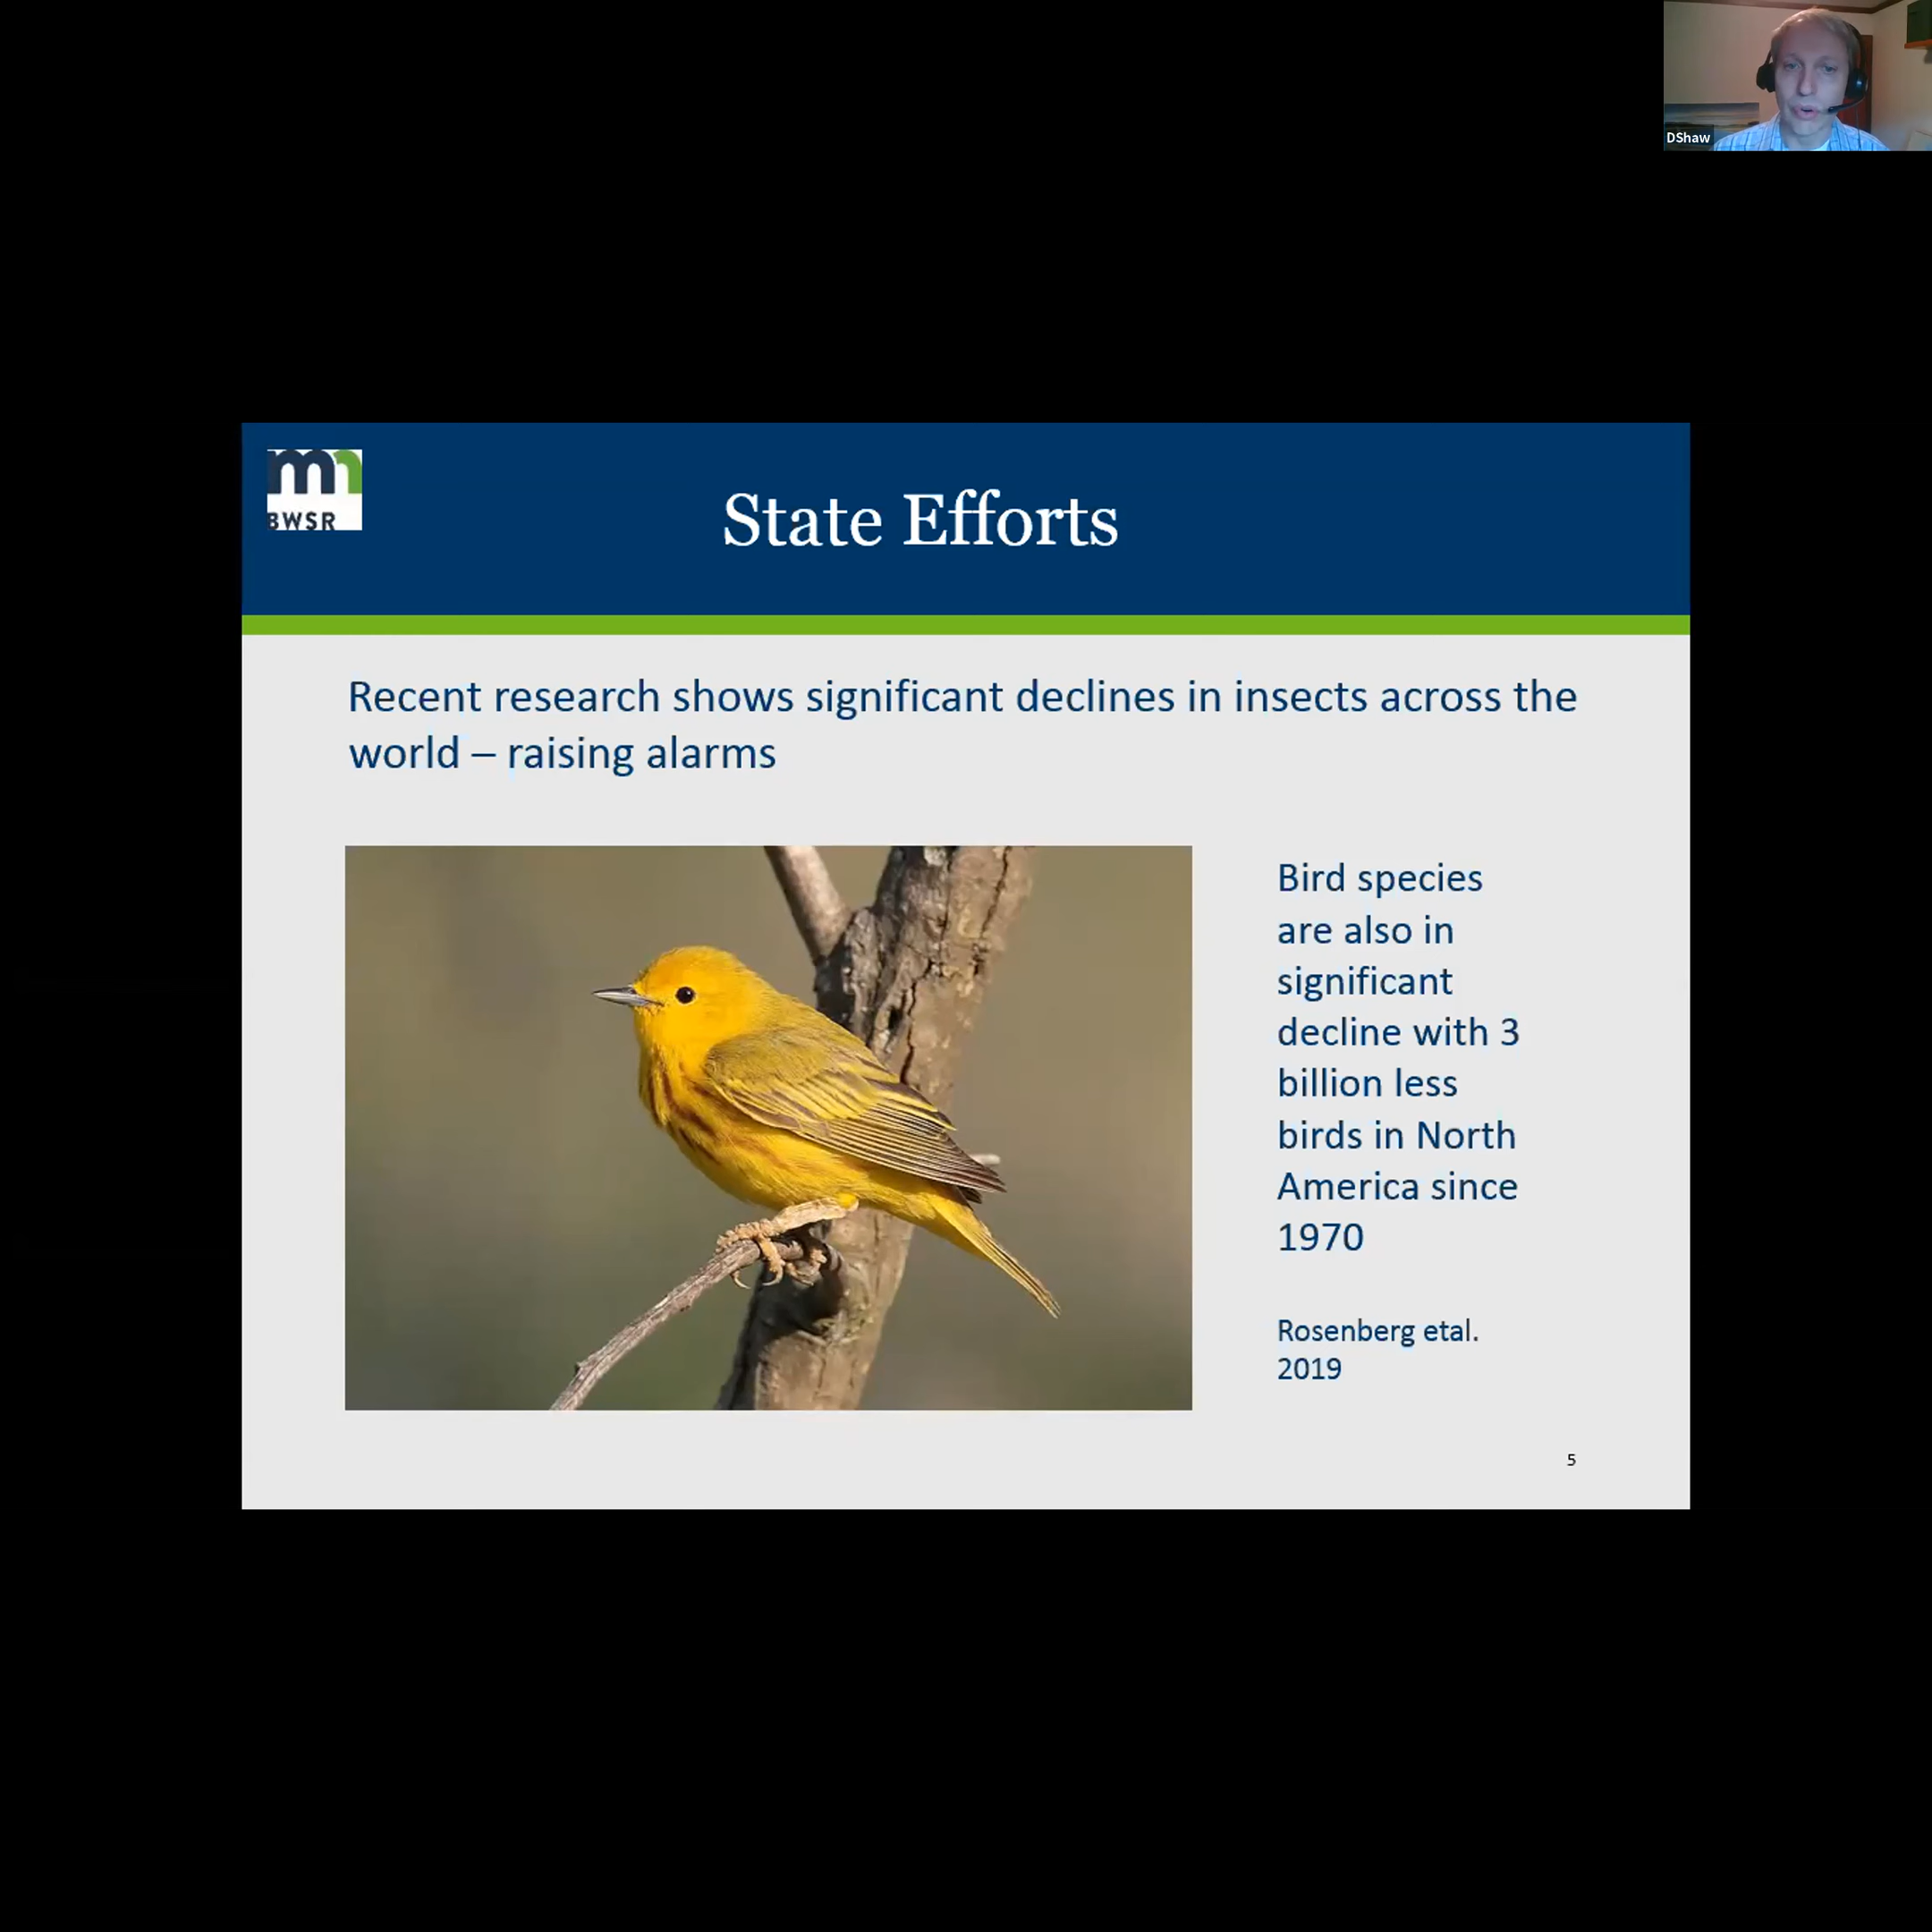 DShaw
mn
BWSR
State Efforts
Recent research shows significant declines in insects across the
world – raising alarms
Bird species
are also in
significant
decline with 3
billion less
birds in North
America since
1970
Rosenberg etal.
2019
5